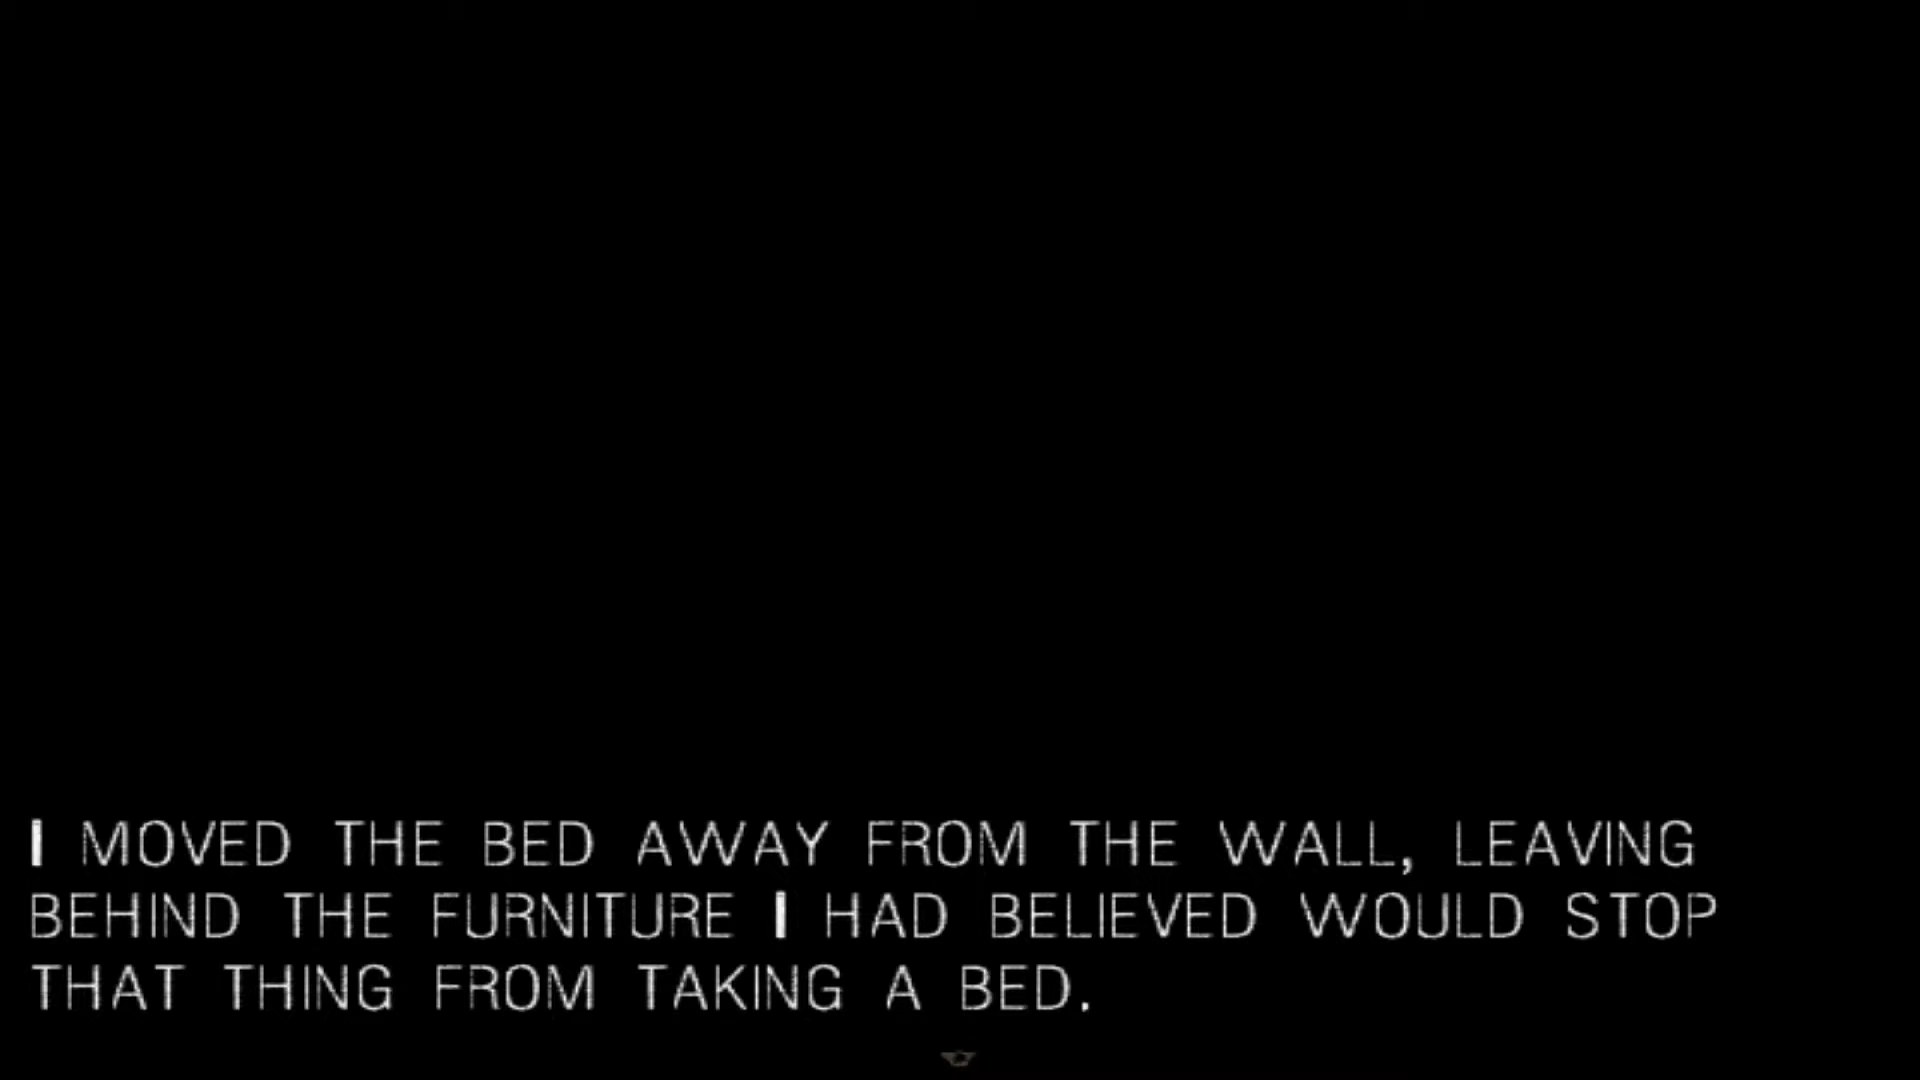 I MOVED THE BED AWAY FROM THE WALL, LEAVING
BEHIND THE FURNITURE I HAD BELIEVED WOULD STOP
THAT THING FROM TAKING A BED.